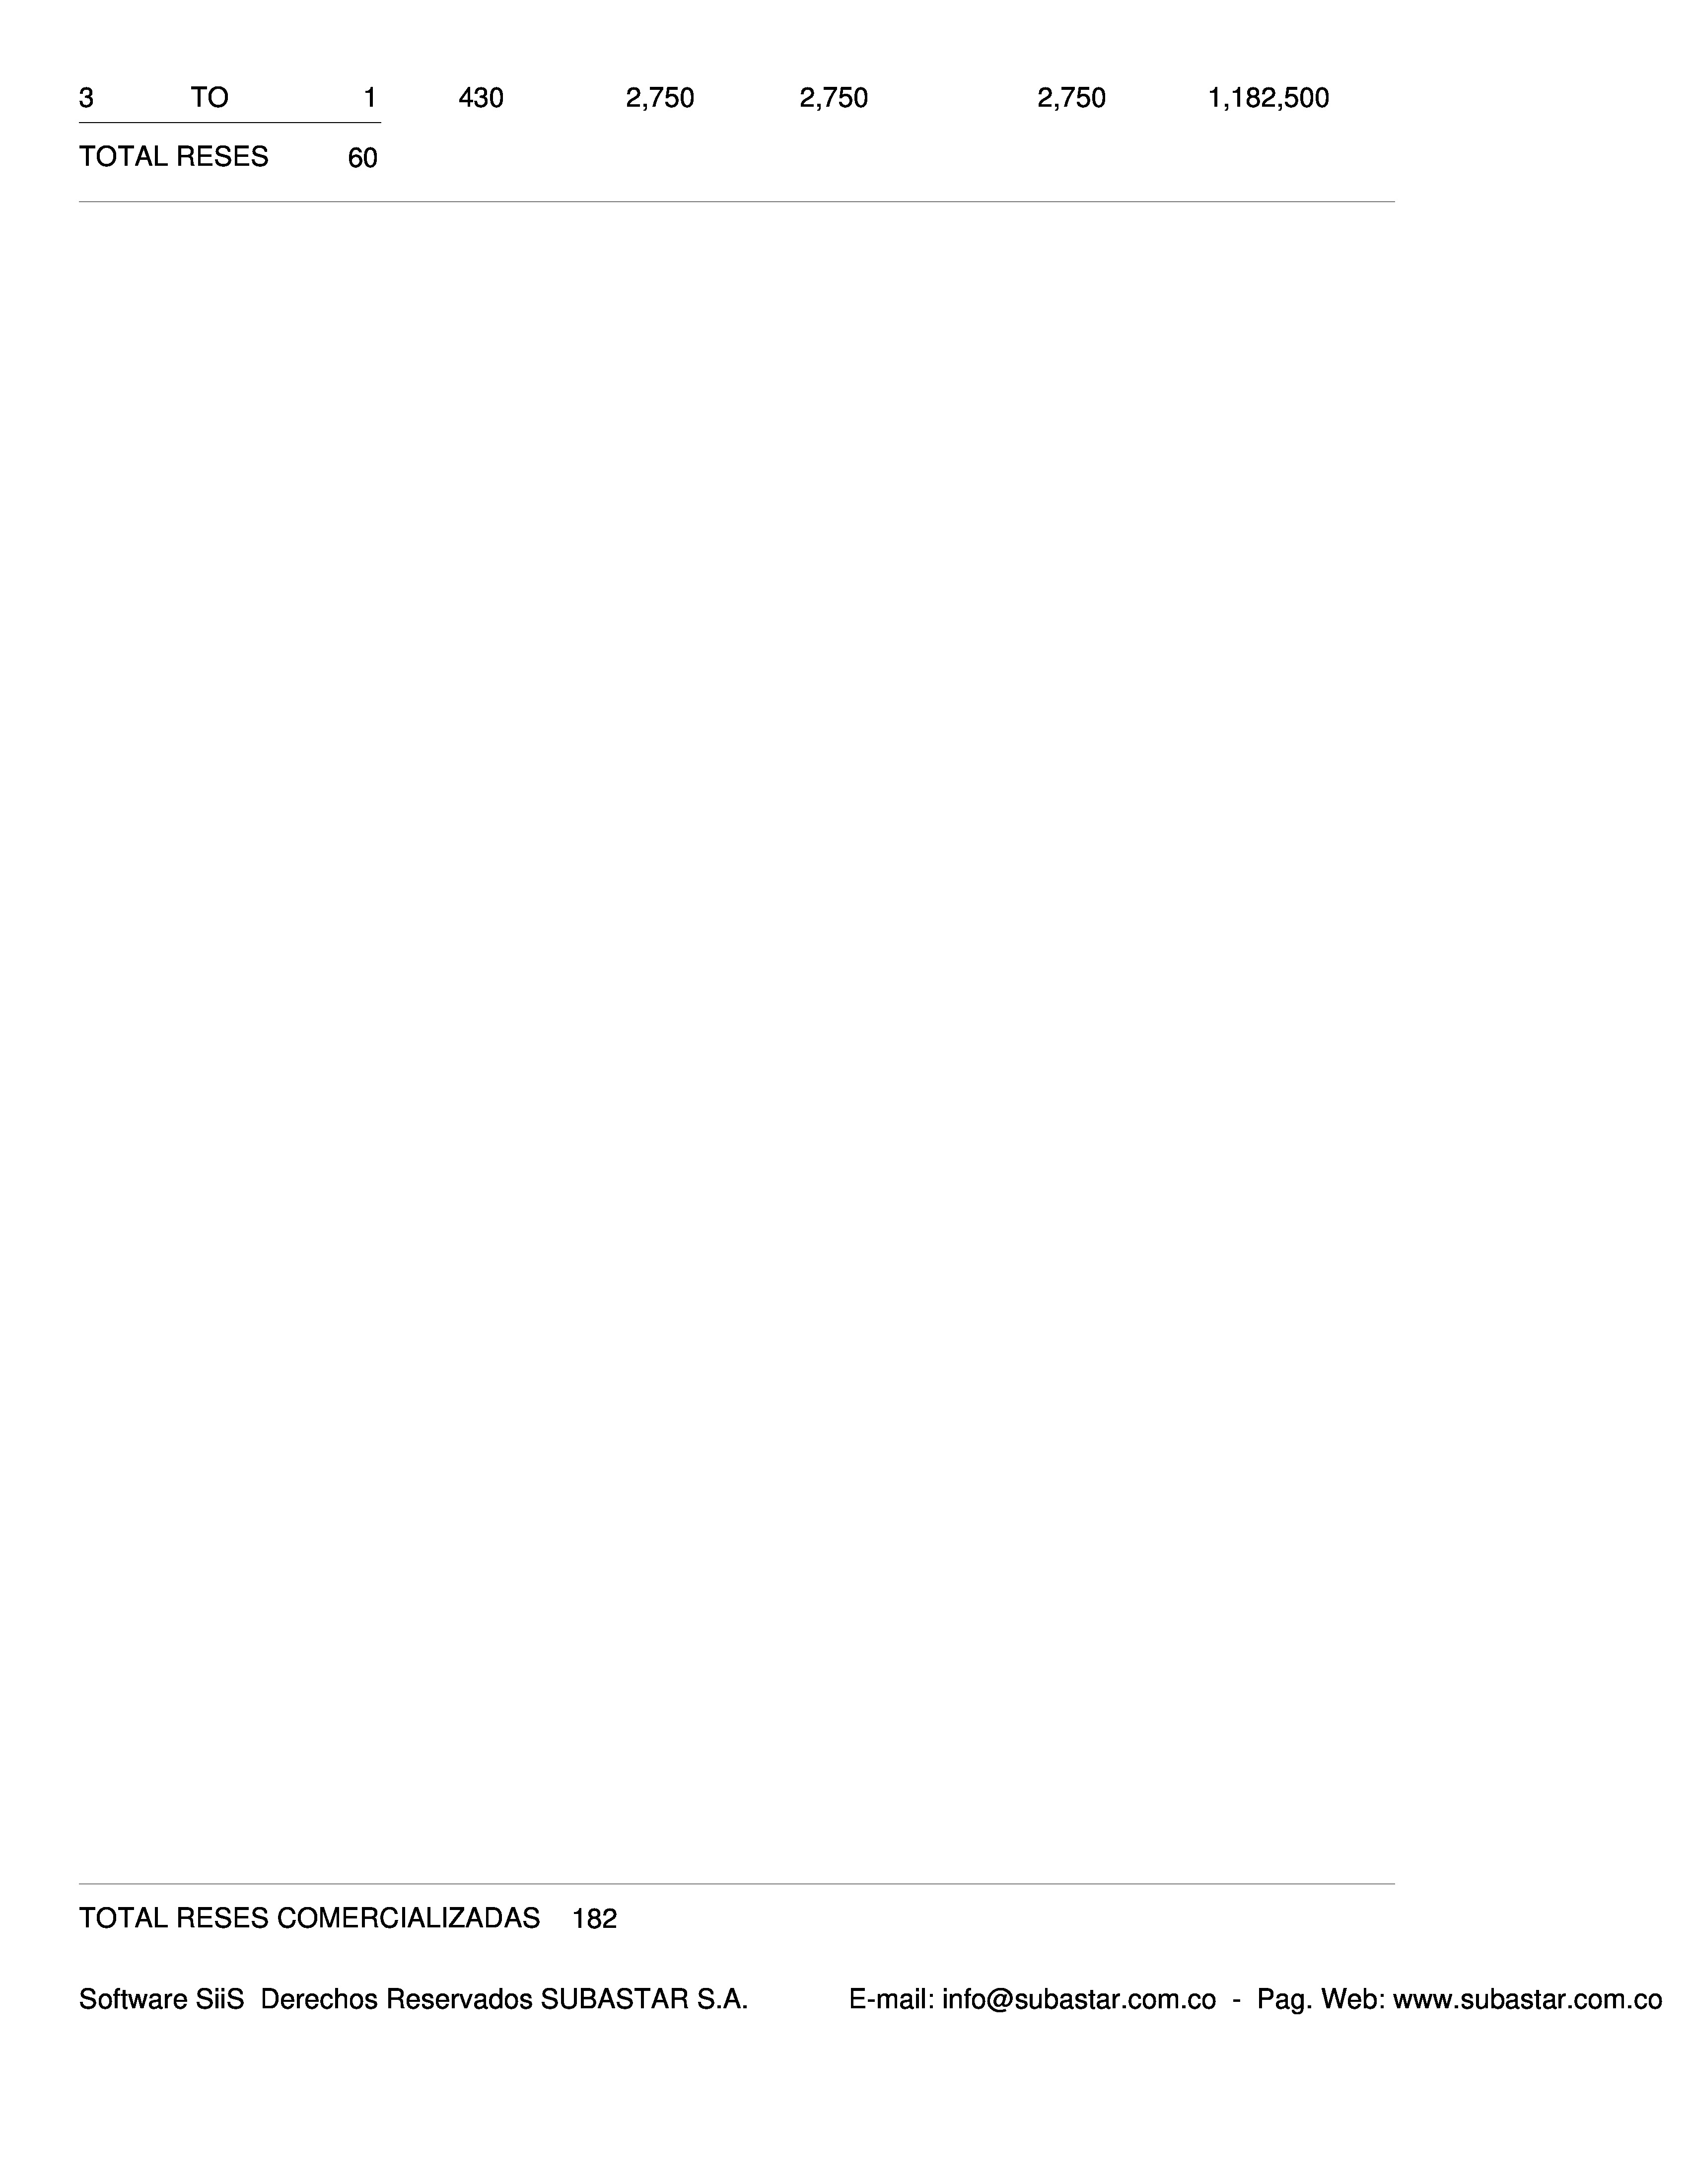 3 TO 1 430 2,750 2,750 2,750 1,182,500
TOTAL RESES 60
TOTAL RESES COMERCIALIZADAS 182
Software SiiS Derechos Reservados SUBASTAR S.A. E-mail: info@subastar.com.co - Pag. Web: www.subastar.com.co